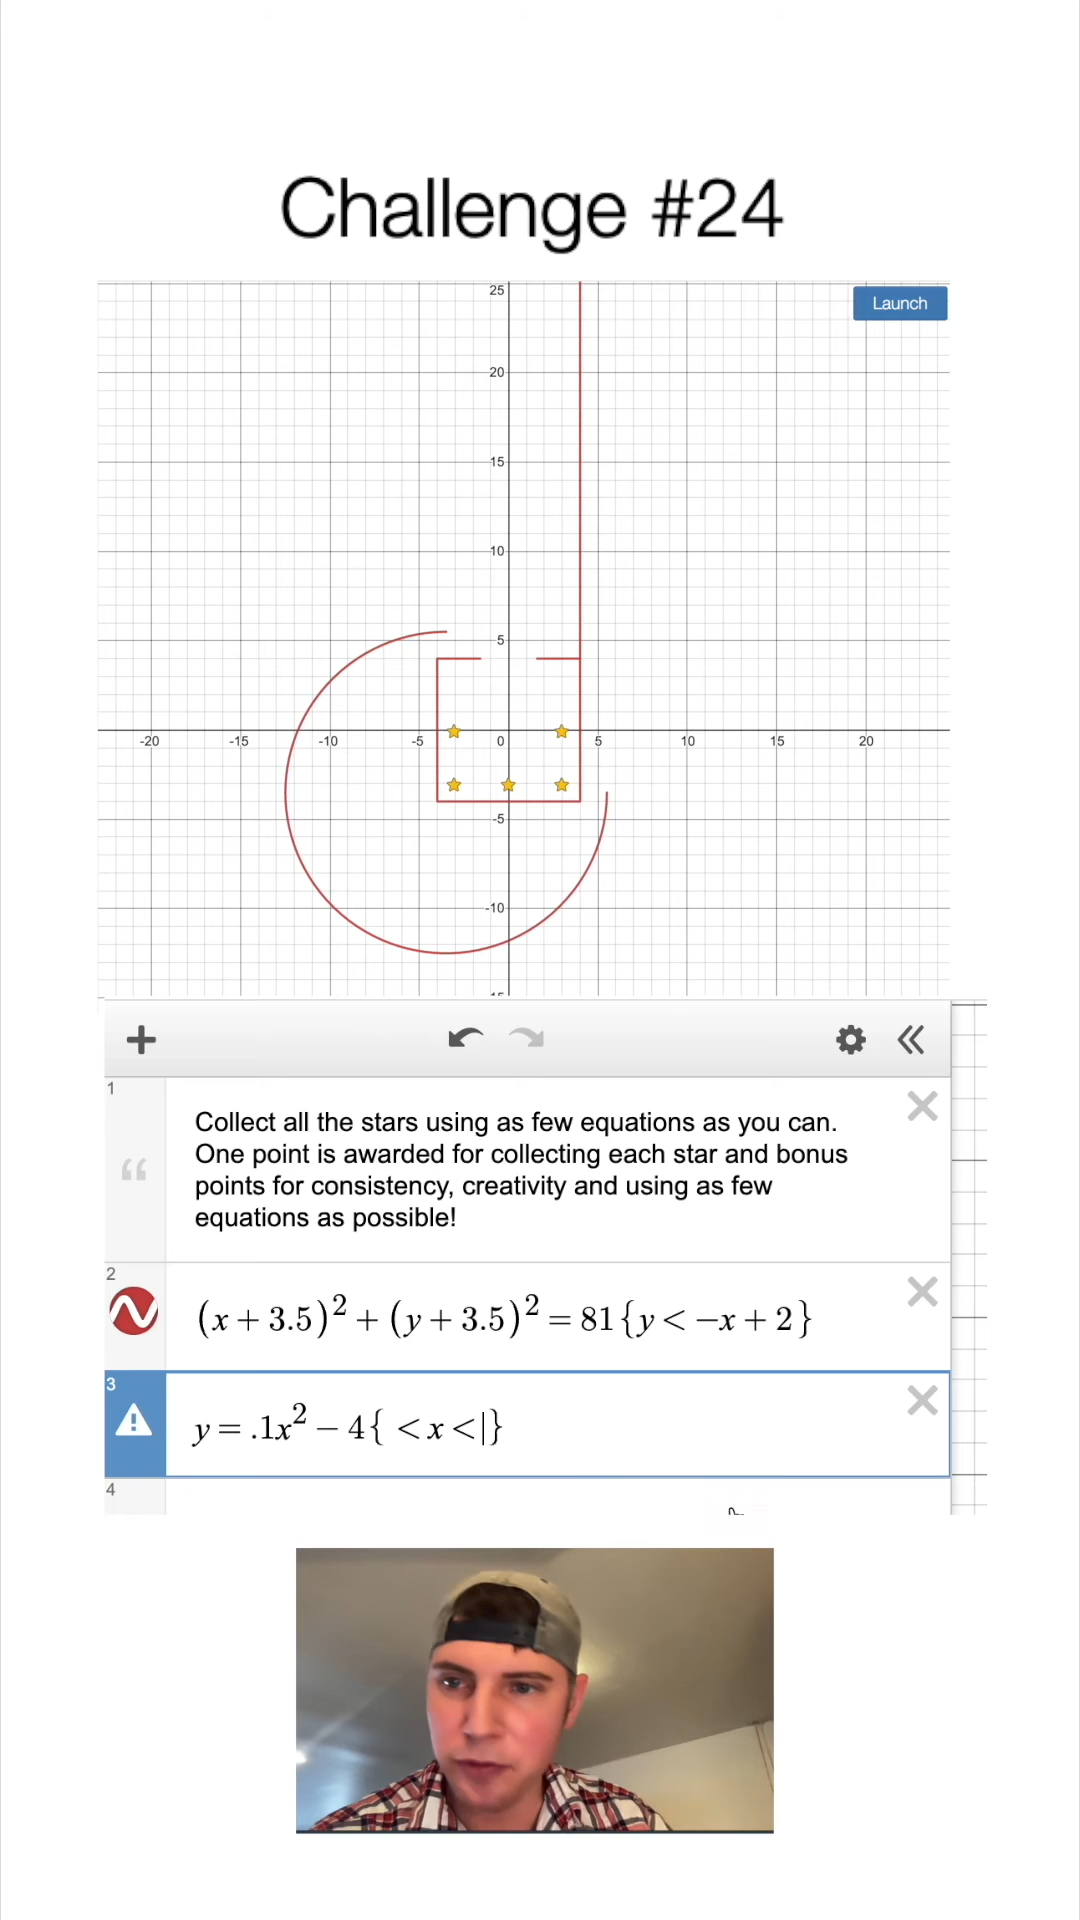 Challenge #24
Launch
25
20
15
10
5
-20 -15 -10 -5 0 5 10 15 20
-5
-10
1
Collect all the stars using as few equations as you can.
One point is awarded for collecting each star and bonus
points for consistency, creativity and using as few
equations as possible!
2
(x + 3.5)² + (y + 3.5)² = 81{y < −x + 2}
3
y = .1x² − 4{ < x < }
4